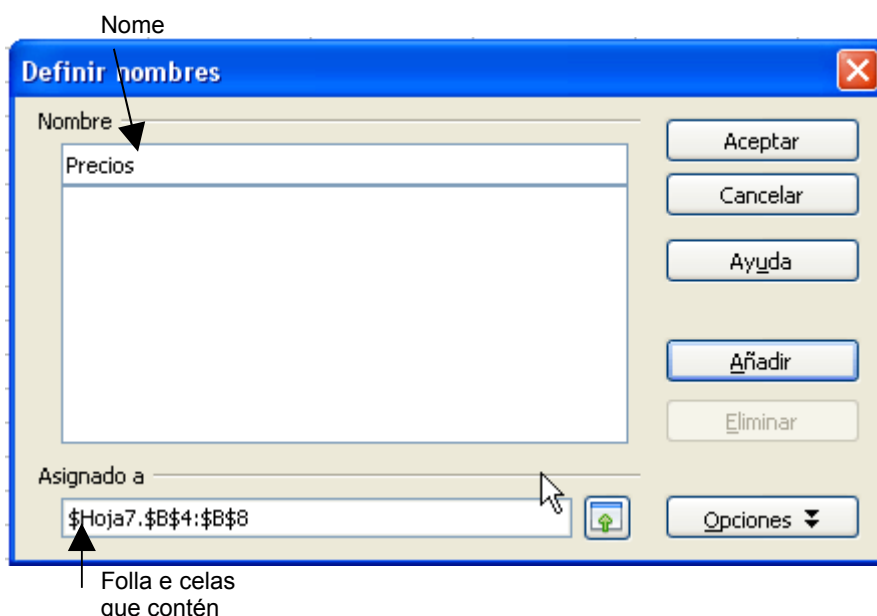 Nome
Definir nombres
Nombre
Precios
Aceptar
Cancelar
Ayuda
Añadir
Eliminar
Asignado a
$Hoja7.$B$4:$B$8
Opciones
Folla e celas
que contén